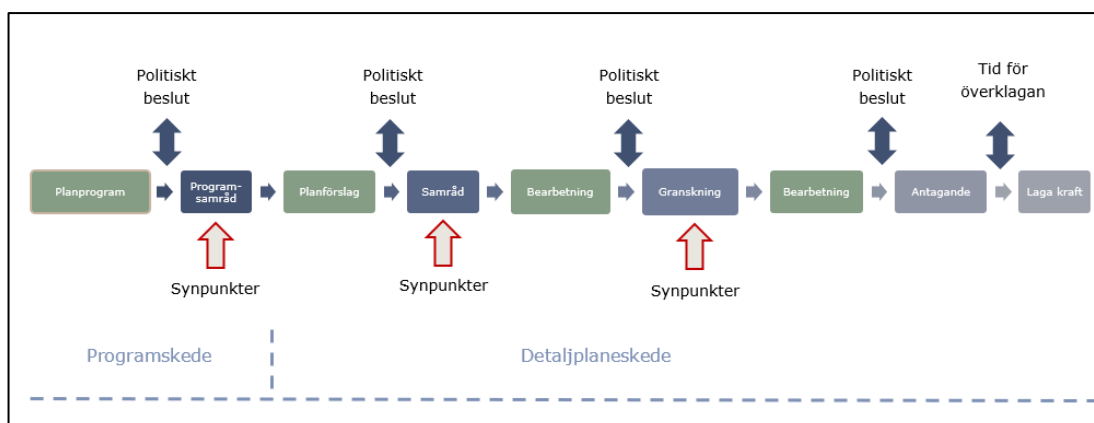 Politiskt
beslut
Politiskt
beslut
Politiskt
beslut
Politiskt
beslut
Tid för
överklagan
Planprogram
Program-
samråd
Planförslag
Samråd
Bearbetning
Granskning
Bearbetning
Antagande
Laga kraft
Synpunkter
Synpunkter
Synpunkter
Programskede
Detaljplaneskede